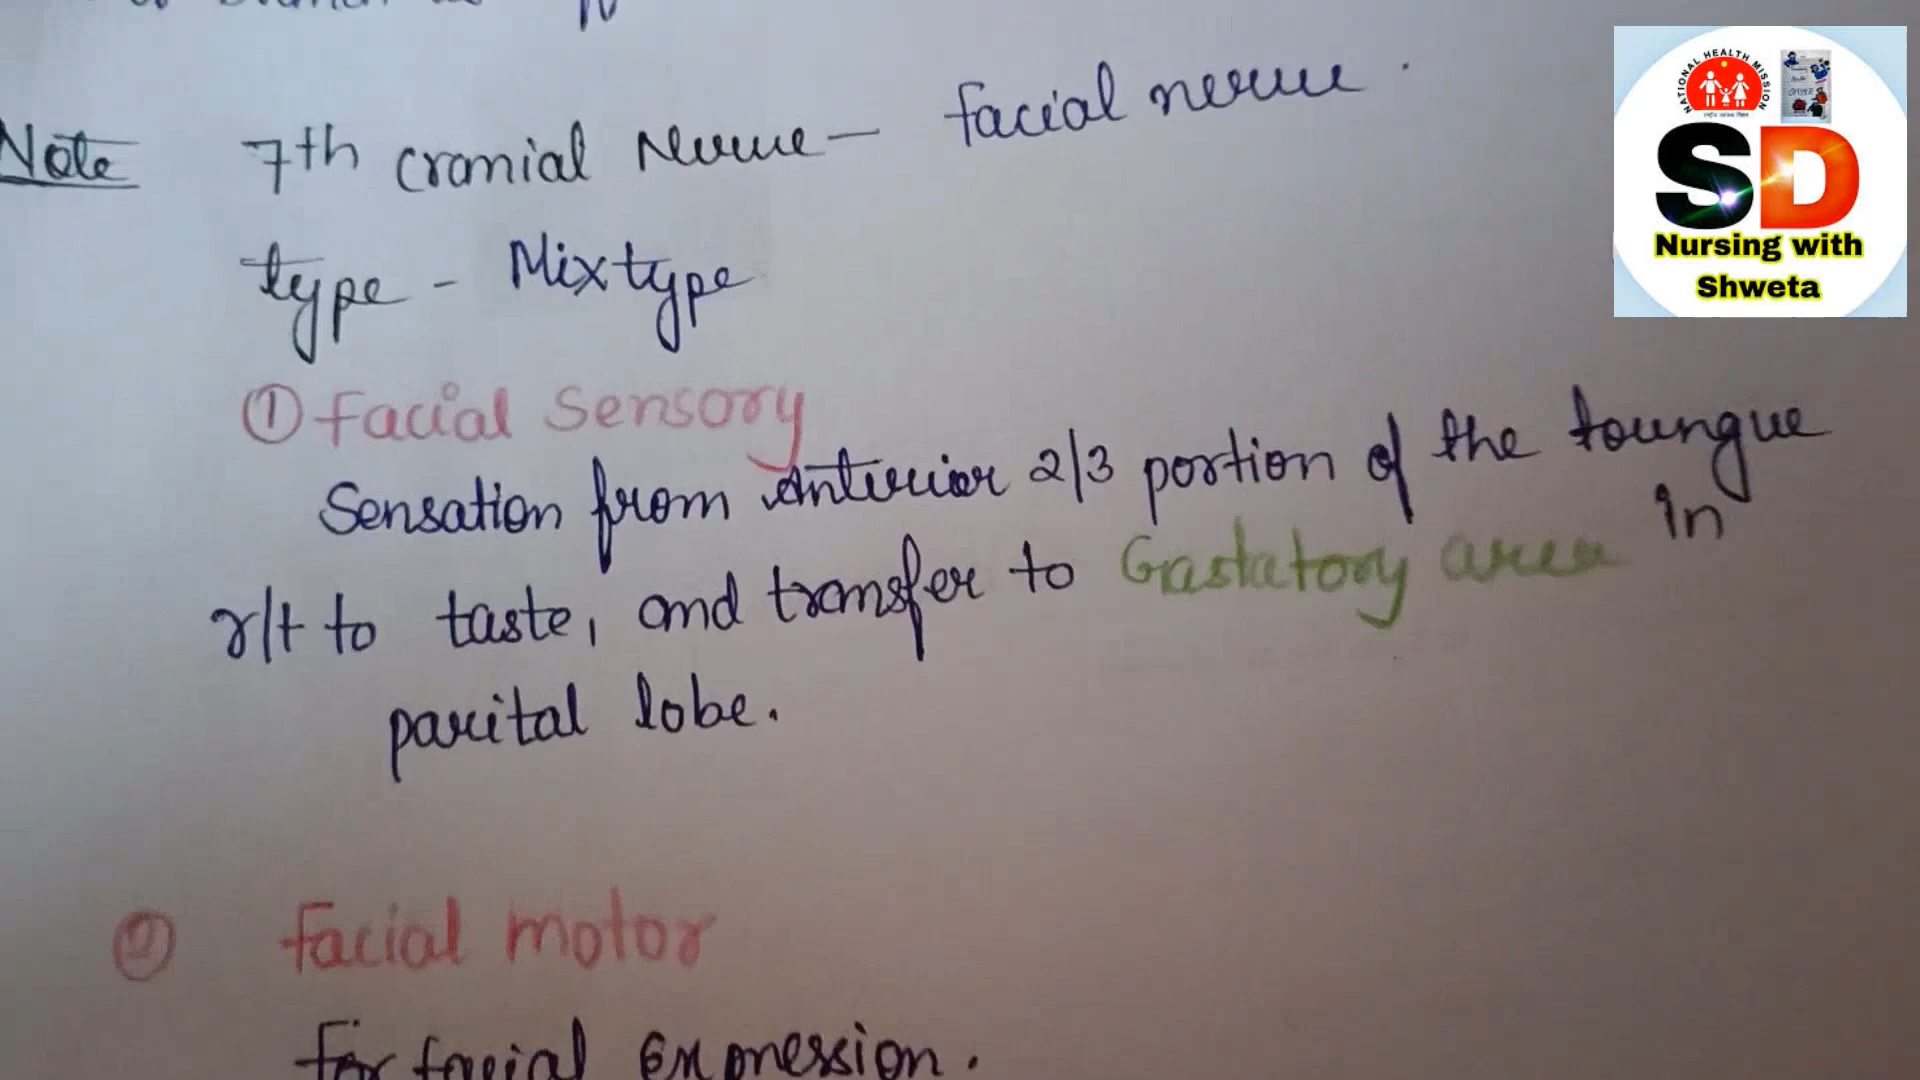 Note 7th cranial Nerve - facial nerve.
type - Mixtype
① Facial Sensory
Sensation from Anterior 2/3 portion of the toungue
r/t to taste, and transfer to Gastatory area in
parital lobe.
② Facial motor
For facial Expression.
NATIONAL HEALTH MISSION
SD
Nursing with
Shweta